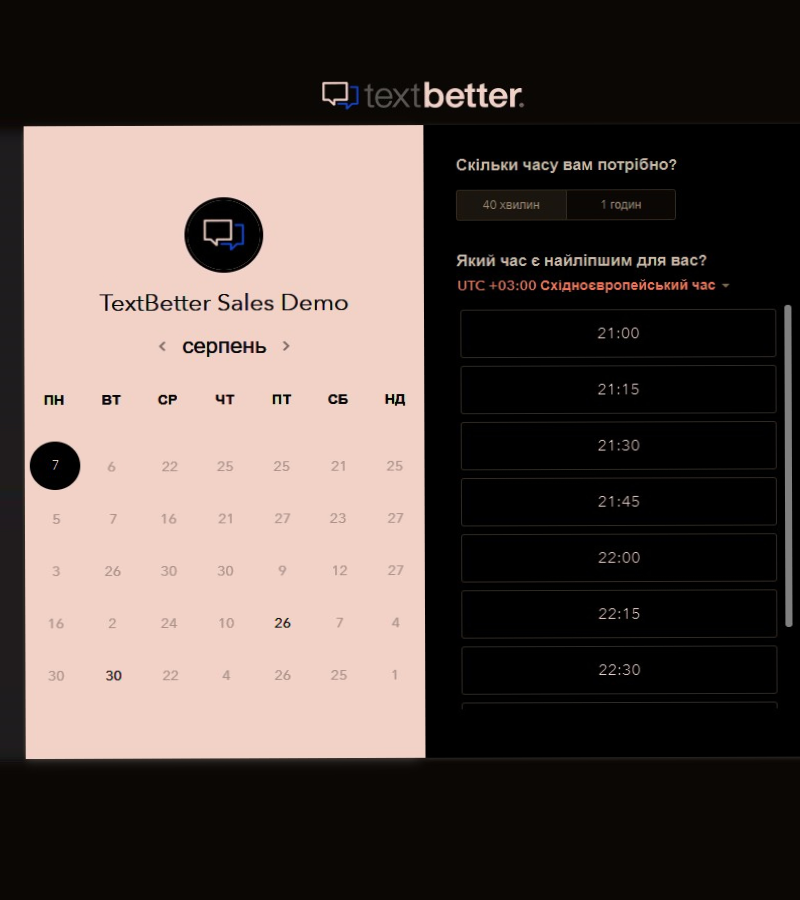 textbetter.
TextBetter Sales Demo
серпень
ПН ВТ СР ЧТ ПТ СБ НД
7 6 22 25 25 21 25
5 7 16 21 27 23 27
3 26 30 30 9 12 27
16 2 24 10 26 7 4
30 30 22 4 26 25 1
Скільки часу вам потрібно?
40 хвилин 1 годин
Який час є найліпшим для вас?
UTC +03:00 Східноєвропейський час
21:00
21:15
21:30
21:45
22:00
22:15
22:30